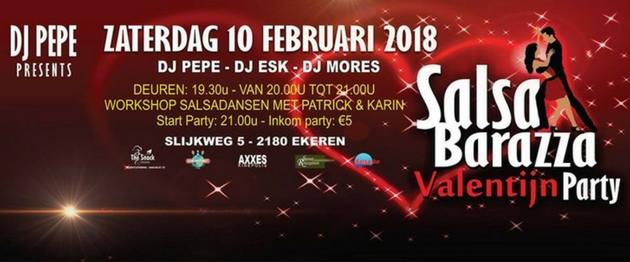 DJ PEPE
PRESENTS
ZATERDAG 10 FEBRUARI 2018
DJ PEPE - DJ ESK - DJ MORES
DEUREN: 19.30u - VAN 20.00U TOT 21.00U
WORKSHOP SALSADANSEN MET PATRICK & KARIN
Start Party: 21.00u - Inkom party: €5
SLIJKWEG 5 - 2180 EKEREN
The Snack
AXXES
Salsa
Barazza
Valentijn Party